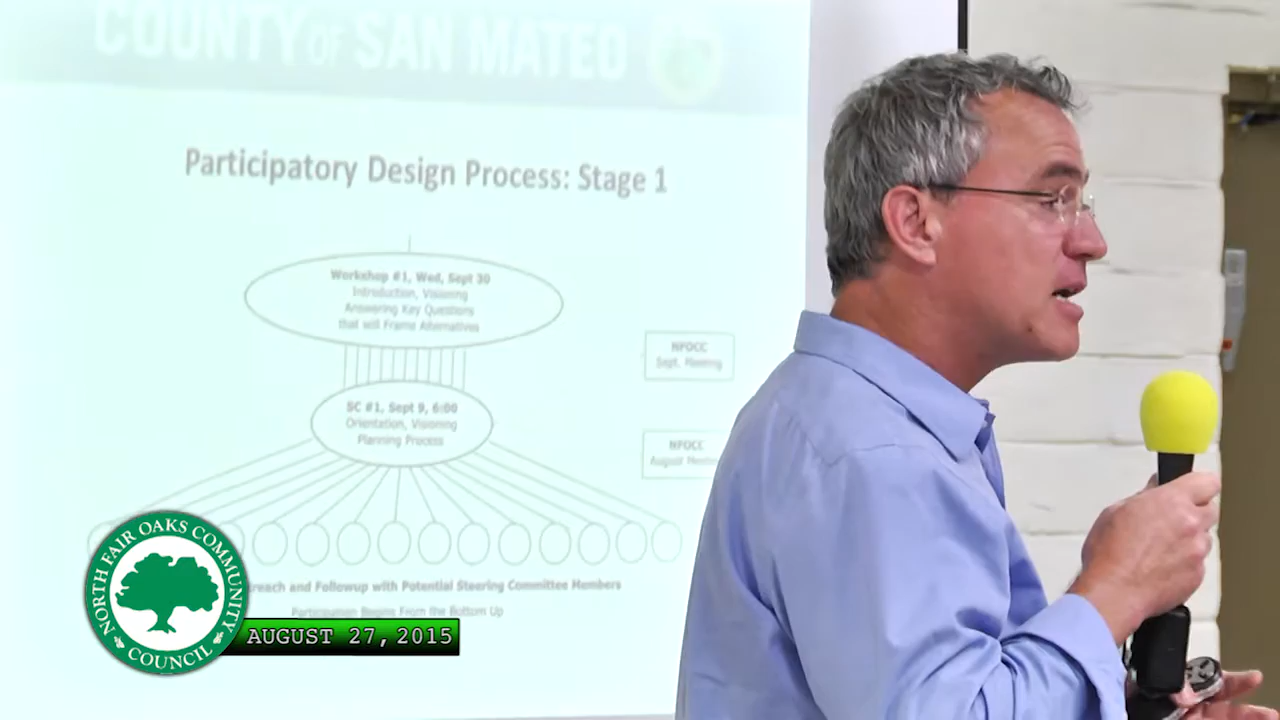 COUNTY OF SAN MATEO
Participatory Design Process: Stage 1
Workshop #1, Wed, Sept 30
Introduction, Visioning
Answering Key Questions
that will Frame Alternatives
NFOCC
Sept. Meeting
SC #1, Sept 9, 6:00
Orientation, Visioning
Planning Process
NFOCC
August
and Followup with Potential Steering Committee Members
Participation Begins From the Bottom Up
NORTH FAIR OAKS COMMUNITY
COUNCIL
AUGUST 27, 2015